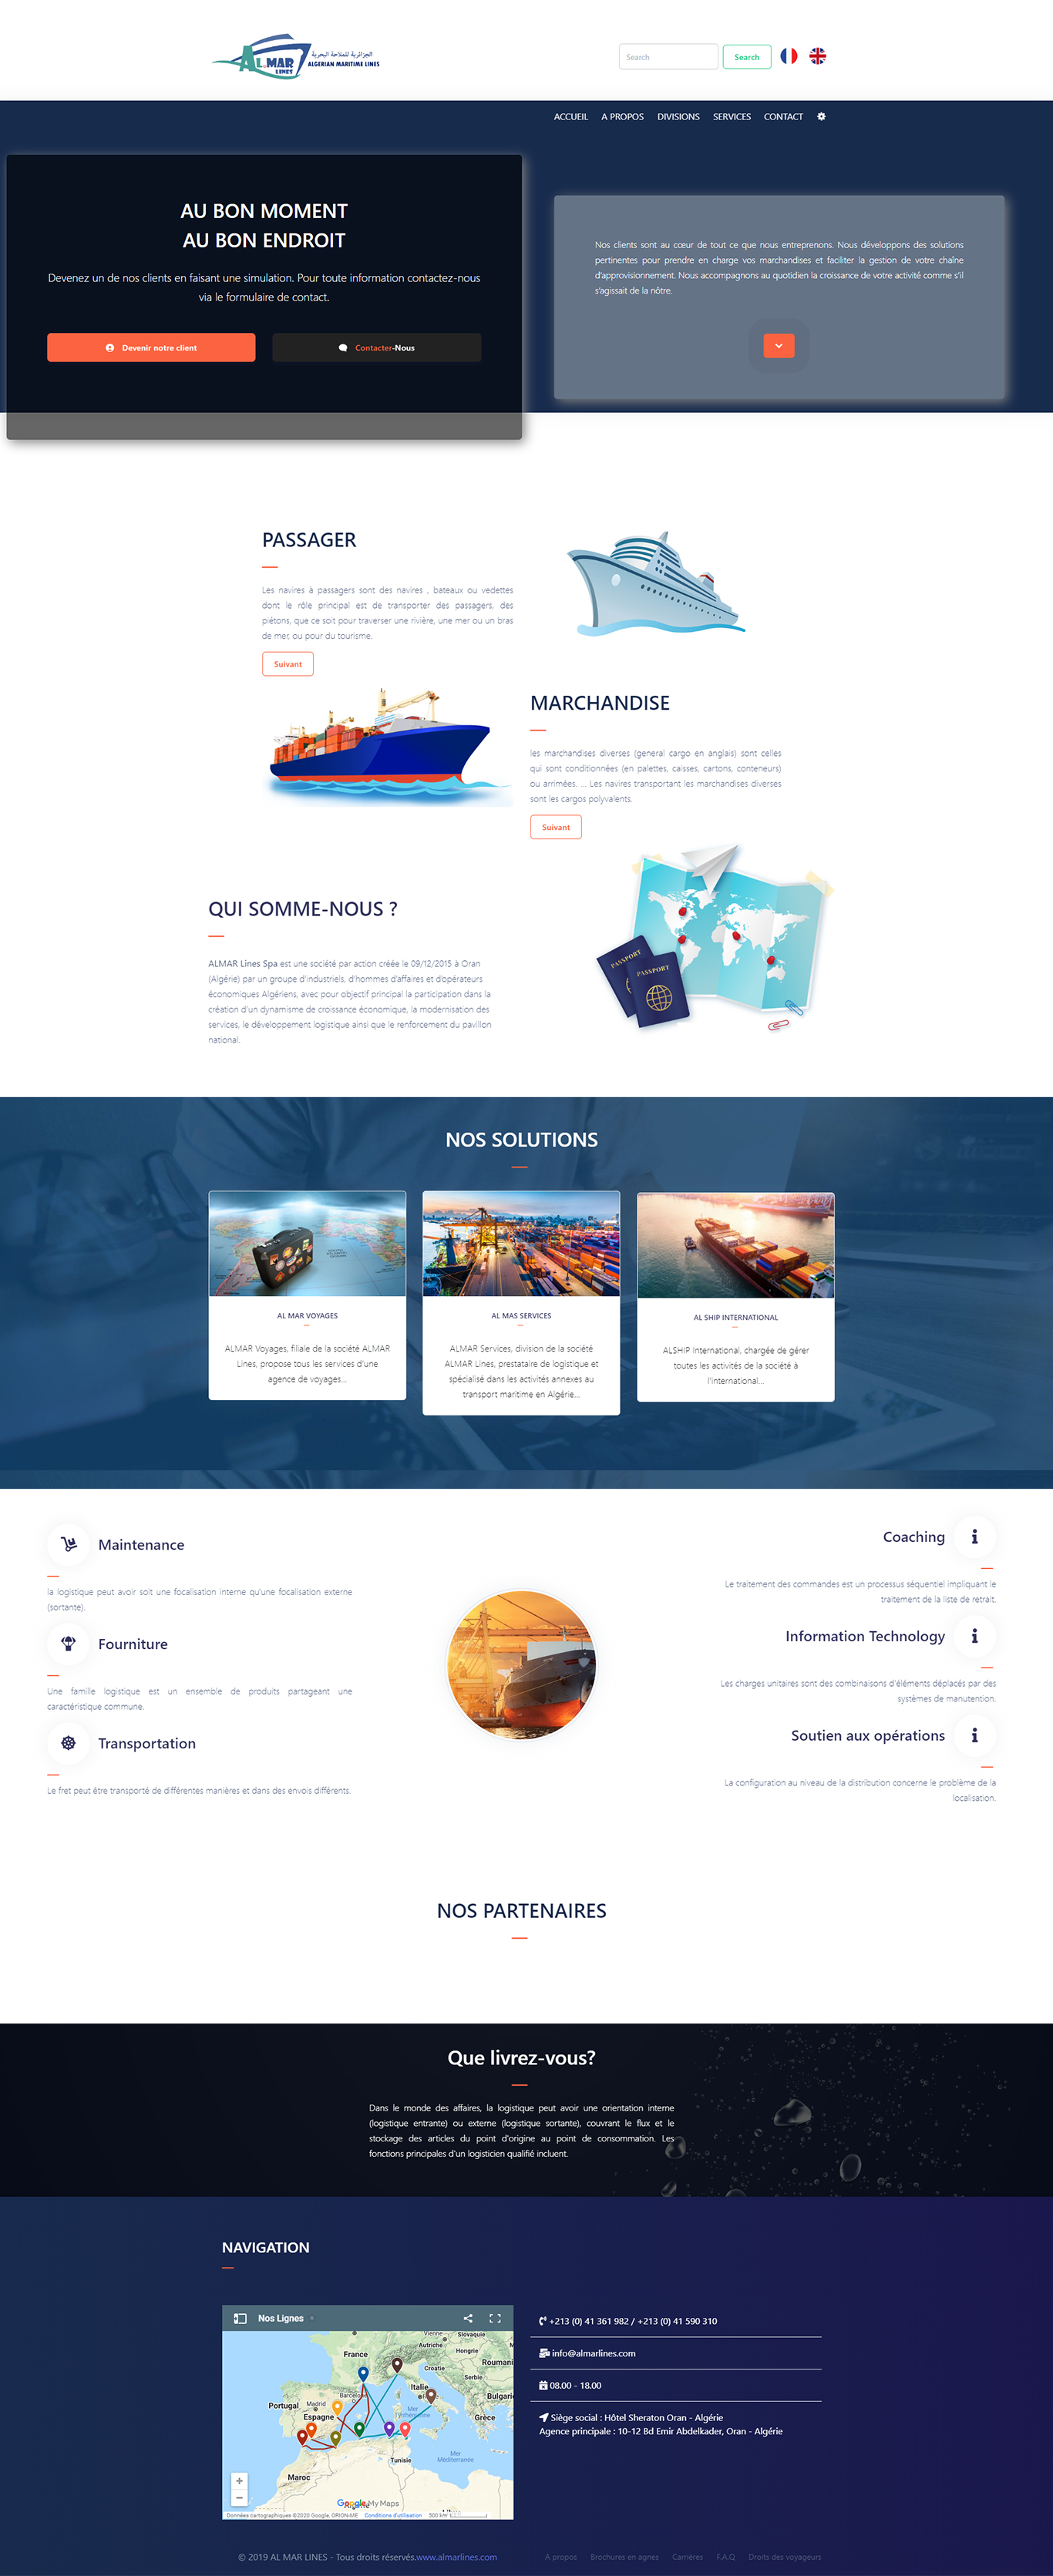 AL MAR
LINES
الجزائرية للملاحة البحرية
ALGERIAN MARITIME LINES
Search
Search
ACCUEIL A PROPOS DIVISIONS SERVICES CONTACT
AU BON MOMENT
AU BON ENDROIT
Devenez un de nos clients en faisant une simulation. Pour toute information contactez-nous
via le formulaire de contact.
Devenir notre client
Contacter-Nous
Nos clients sont au cœur de tout ce que nous entreprenons. Nous développons des solutions
pertinentes pour prendre en charge vos marchandises et faciliter la gestion de votre chaîne
d'approvisionnement. Nous accompagnons au quotidien la croissance de votre activité comme s'il
s'agissait de la nôtre.
PASSAGER
Les navires à passagers sont des navires , bateaux ou vedettes
dont le rôle principal est de transporter des passagers, des
piétons, que ce soit pour traverser une rivière, une mer ou un bras
de mer, ou pour du tourisme.
Suivant
MARCHANDISE
les marchandises diverses (general cargo en anglais) sont celles
qui sont conditionnées (en palettes, caisses, cartons, conteneurs)
ou arrimées. ... Les navires transportant les marchandises diverses
sont les cargos polyvalents.
Suivant
QUI SOMME-NOUS ?
ALMAR Lines Spa est une société par action créée le 09/12/2015 à Oran
(Algérie) par un groupe d'industriels, d'hommes d'affaires et d'opérateurs
économiques Algériens, avec pour objectif principal la participation dans la
création d'un dynamisme de croissance économique, la modernisation des
services, le développement logistique ainsi que le renforcement du pavillon
national.
PASSPORT
PASSPORT
NOS SOLUTIONS
AL MAR VOYAGES
ALMAR Voyages, filiale de la société ALMAR
Lines, propose tous les services d'une
agence de voyages...
AL MAS SERVICES
ALMAR Services, division de la société
ALMAR Lines, prestataire de logistique et
spécialisé dans les activités annexes au
transport maritime en Algérie...
AL SHIP INTERNATIONAL
ALSHIP International, chargée de gérer
toutes les activités de la société à
l'international...
Maintenance
la logistique peut avoir soit une focalisation interne qu'une focalisation externe
(sortante).
Fourniture
Une famille logistique est un ensemble de produits partageant une
caractéristique commune.
Transportation
Le fret peut être transporté de différentes manières et dans des envois différents.
Coaching
Le traitement des commandes est un processus séquentiel impliquant le
traitement de la liste de retrait.
Information Technology
Les charges unitaires sont des combinaisons d'éléments déplacés par des
systèmes de manutention.
Soutien aux opérations
La configuration au niveau de la distribution concerne le problème de la
localisation.
NOS PARTENAIRES
Que livrez-vous?
Dans le monde des affaires, la logistique peut avoir une orientation interne
(logistique entrante) ou externe (logistique sortante), couvrant le flux et le
stockage des articles du point d'origine au point de consommation. Les
fonctions principales d'un logisticien qualifié incluent.
NAVIGATION
Nos Lignes
Vienne
Slovaquie
Autriche
Hongrie
France
Croatie
Roumani
Serbie
Italie
Bulgarie
Portugal
Madrid
Barcelone
Espagne
Mer
Tyrrhénienne
Grèce
Tunisie
Mer
Méditerranée
Maroc
Algérie
Google My Maps
Données cartographiques ©2020 Google, ORION-ME Conditions d'utilisation 500 km
+213 (0) 41 361 982 / +213 (0) 41 590 310
info@almarlines.com
08.00 - 18.00
Siège social : Hôtel Sheraton Oran - Algérie
Agence principale : 10-12 Bd Emir Abdelkader, Oran - Algérie
© 2019 AL MAR LINES - Tous droits réservés.www.almarlines.com
A propos Brochures en agnes Carrières F.A.Q. Droits des voyageurs